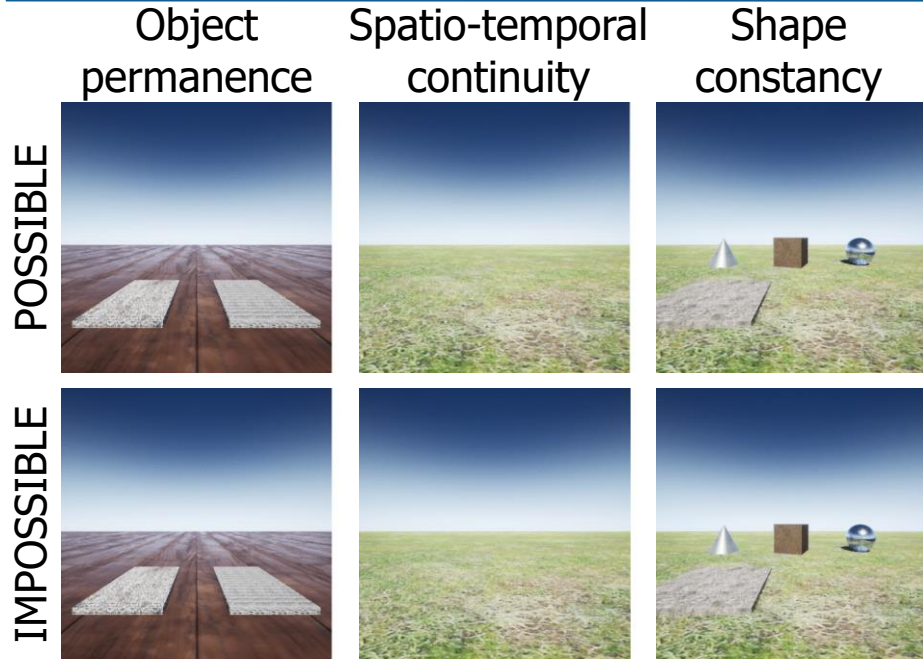 Object
permanence
Spatio-temporal
continuity
Shape
constancy
POSSIBLE
IMPOSSIBLE